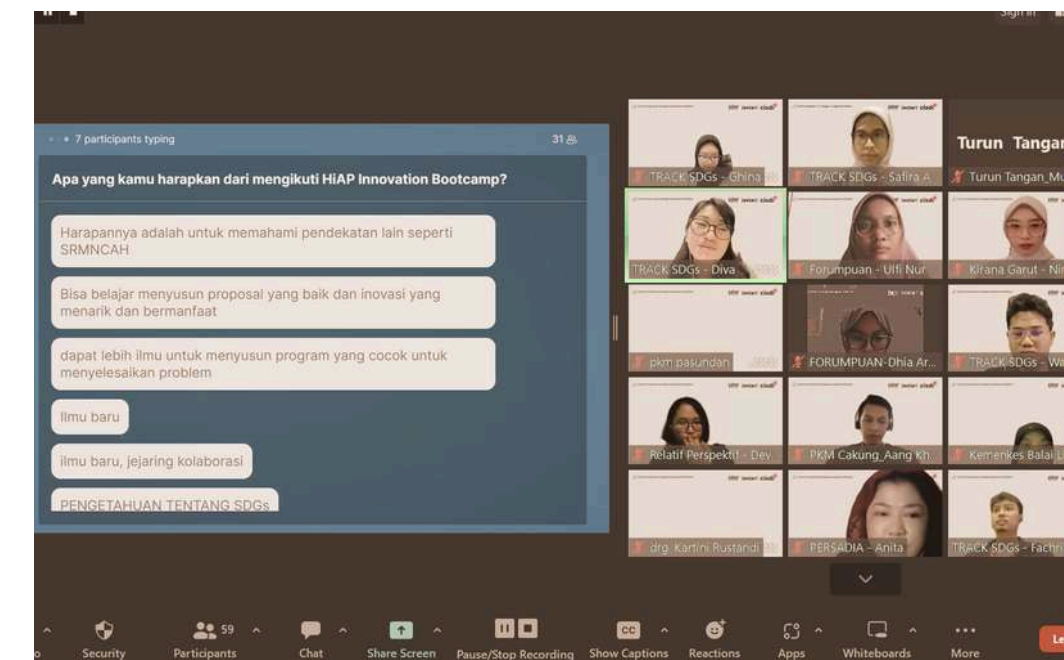 Sign in
7 participants typing
31
Apa yang kamu harapkan dari mengikuti HiAP Innovation Bootcamp?
Harapannya adalah untuk memahami pendekatan lain seperti
SRMNCAH
Bisa belajar menyusun proposal yang baik dan inovasi yang
menarik dan bermanfaat
dapat lebih ilmu untuk menyusun program yang cocok untuk
menyelesaikan problem
Ilmu baru
ilmu baru, jejaring kolaborasi
PENGETAHUAN TENTANG SDGs
TRACK SDGs - Ghina
TRACK SDGs - Safira A
Turun Tangan
Turun Tangan_Mu
TRACK SDGs - Diva
Forumpuan - Ulfi Nur
Kirana Garut - Nin
pkm pasundan
FORUMPUAN-Dhia Ar...
TRACK SDGs - Wa
Relatif Perspektif - Dev
PKM Cakung_Aang Kh
Kemenkes Balai L
drg. Kartini Rustandi
PERSADIA - Anita
TRACK SDGs - Fachri
Security
Participants
59
Chat
Share Screen
Pause/Stop Recording
CC
Show Captions
Reactions
Apps
Whiteboards
More
Le